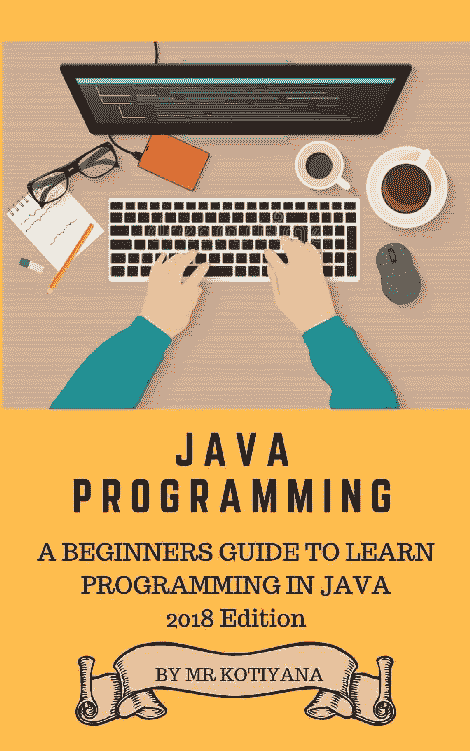 JAVA
PROGRAMMING
A BEGINNERS GUIDE TO LEARN
PROGRAMMING IN JAVA
2018 Edition
BY MR KOTIYANA